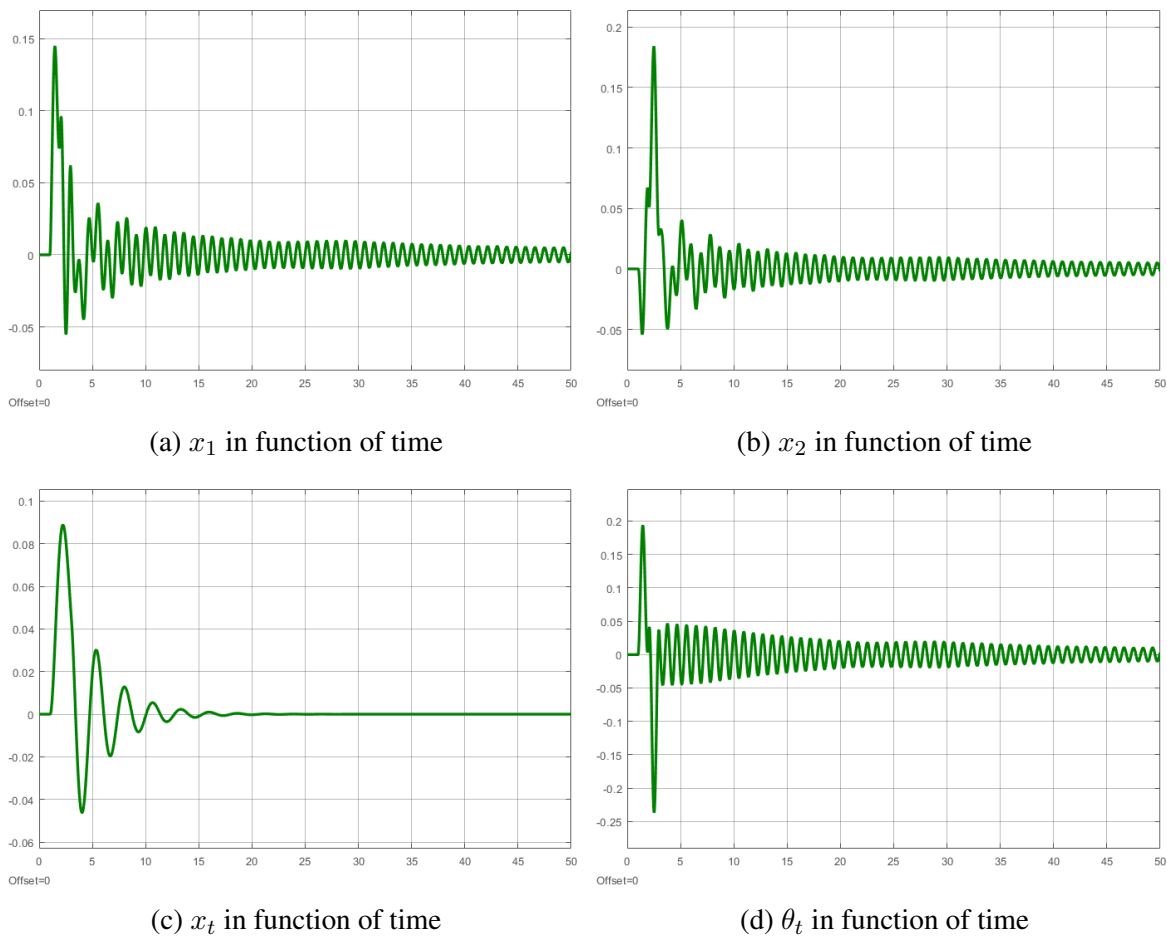 0.15
0.1
0.05
0
-0.05
0 5 10 15 20 25 30 35 40 45 50
Offset=0
(a) x₁ in function of time
0.2
0.15
0.1
0.05
0
-0.05
0 5 10 15 20 25 30 35 40 45 50
Offset=0
(b) x₂ in function of time
0.1
0.08
0.06
0.04
0.02
0
-0.02
-0.04
-0.06
0 5 10 15 20 25 30 35 40 45 50
Offset=0
(c) xₜ in function of time
0.2
0.15
0.1
0.05
0
-0.05
-0.1
-0.15
-0.2
-0.25
0 5 10 15 20 25 30 35 40 45 50
Offset=0
(d) θₜ in function of time